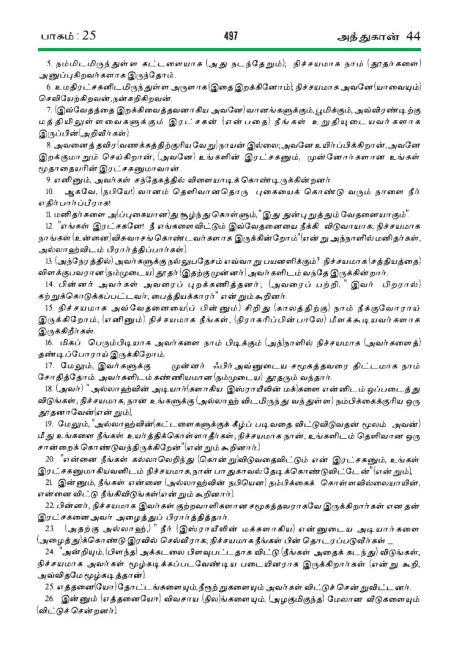 பாகம் : 25 497 அத்துகான் 44
5. நம்மிடமிருந்துள்ள கட்டளையாக (அது நடந்தேறும்); நிச்சயமாக நாம் (தூதர்களை)
அனுப்புகிறவர்களாக இருந்தோம்.
6. உமதிரட்சகனிடமிருந்துள்ள அருளாக (இதை இறக்கினோம்); நிச்சயமாக அவனே (யாவையும்)
செவியேற்கிறவன், நன்கறிகிறவன்.
7. (இவ்வேதத்தை இறக்கிவைத்தவனாகிய அவனே) வானங்களுக்கும், பூமிக்கும், அவ்விரண்டிற்கு
மத்தியிலுள்ளவைகளுக்கும் இரட்சகன் (என்பதை) நீங்கள் உறுதியுடையவர்களாக
இருப்பின் (அறிவீர்கள்)
8. அவனைத்தவிர (வணக்கத்திற்குரியவேறு) நாயன் இல்லை; அவனே உயிர்ப்பிக்கிறான், அவனே
இறக்குமாறும் செய்கிறான், (அவனே) உங்களின் இரட்சகனும், முன்னோர்களான உங்கள்
மூதாதையரின் இரட்சகனுமாவான்.
9. எனினும், அவர்கள் சந்தேகத்தில் விளையாடிக்கொண்டிருக்கின்றனர்.
10. ஆகவே, (நபியே!) வானம் தெளிவானதொரு புகையைக் கொண்டு வரும் நாளை நீர்
எதிர்பார்ப்பீராக!
11. மனிதர்களை அ(ப்புகையான)து சூழ்ந்து கொள்ளும், "இது துன்புறுத்தும் வேதனையாகும்".
12. "எங்கள் இரட்சகனே! நீ எங்களைவிட்டும் இவ்வேதனையை நீக்கி விடுவாயாக; நிச்சயமாக
நாங்கள் (உன்னை) விசுவாசங் கொண்டவர்களாக இருக்கின்றோம்" (என்று அந்நாளில் மனிதர்கள்,
அல்லாஹ்விடம் பிரார்த்திப்பார்கள்).
13. (அந்நேரத்தில்) அவர்களுக்கு நல்லுபதேசம் எவ்வாறு பயனளிக்கும்? நிச்சயமாக (சத்தியத்தை)
விளக்குபவரான (நம்முடைய) தூதர் (இதற்கு முன்னர்) அவர்களிடம் வந்தே இருக்கின்றார்.
14. பின்னர் அவர்கள் அவரைப் புறக்கணித்தனர்; (அவரைப் பற்றி, " இவர் பிறரால்)
கற்றுக்கொடுக்கப்பட்டவர்; பைத்தியக்காரர்" என்றும் கூறினர்.
15. நிச்சயமாக அவ்வேதனையை(ப் பின்னும்) சிறிது (காலத்திற்கு) நாம் நீக்குவோராய்
இருக்கிறோம்; (எனினும்) நிச்சயமாக நீங்கள், (நிராகரிப்பின்பாலே) மீளக்கூடியவர்களாக
இருக்கிறீர்கள்.
16. மிகப் பெரும்பிடியாக அவர்களை நாம் பிடிக்கும் (அந்)நாளில் நிச்சயமாக (அவர்களைத்)
தண்டிப்போராய் இருக்கிறோம்.
17. மேலும், இவர்களுக்கு முன்னர் ஃபிர்அவ்னுடைய சமூகத்தவரை திட்டமாக நாம்
சோதித்தோம். அவர்களிடம் கண்ணியமான (நம்முடைய) தூதரும் வந்தார்.
18. (அவர்) "அல்லாஹ்வின் அடியார்(களாகிய இஸ்ராயீலின் மக்)களை என்னிடம் ஒப்படைத்து
விடுங்கள்; நிச்சயமாக, நான் உங்களுக்கு (அல்லாஹ் விடமிருந்து வந்துள்ள) நம்பிக்கைக்குரிய ஒரு
தூதனாவேன் (என்றும்),
19. மேலும், "அல்லாஹ்வின் (கட்டளைகளுக்குக் கீழ்ப் படிவதை விட்டுவிடுவதன் மூலம் அவன்)
மீது உங்களை நீங்கள் உயர்த்திக்கொள்ளாதீர்கள்; நிச்சயமாக நான், உங்களிடம் தெளிவான ஒரு
சான்றைக் கொண்டுவந்திருக்கிறேன்" (என்றும் கூறினார்.)
20. "என்னை நீங்கள் கல்லாலெறிந்து (கொன்று)விடுவதைவிட்டும் என் இரட்சகனும், உங்கள்
இரட்சகனுமாகியவனிடம் நிச்சயமாக, நான் பாதுகாவல் தேடிக்கொண்டுவிட்டேன்" (என்றும்),
21. இன்னும், நீங்கள் என்னை (அல்லாஹ்வின் நபியென) நம்பிக்கைக் கொள்ளவில்லையாயின்,
என்னை விட்டு நீங்கிவிடுங்கள் (என்றும் கூறினார்).
22. பின்னர், நிச்சயமாக இவர்கள் குற்றவாளிகளான சமூகத்தவராகவே இருக்கிறார்கள் என தன்
இரட்சகனை அவர் அழைத்துப் பிரார்த்தித்தார்.
23. (அதற்கு அல்லாஹ்,) " நீர் (இஸ்ராயீலின் மக்களாகிய) என்னுடைய அடியார்களை
(அழைத்து)க்கொண்டு இரவில் செல்வீராக; நிச்சயமாக நீங்கள் பின் தொடரப்படுவீர்கள் _
24. "அன்றியும், (பிளந்த) அக்கடலை பிளவுபட்டதாக விட்டு (நீங்கள் அதைக் கடந்து) விடுங்கள்;
நிச்சயமாக அவர்கள் மூழ்கடிக்கப்படவேண்டிய படையினராக இருக்கிறார்கள் (என்று கூறி,
அவ்விதமே மூழ்கடித்தான்).
25. எத்தனை(யோ) தோட்டங்களையும், நீரூற்றுகளையும் அவர்கள் விட்டுச் சென்றுவிட்டனர்.
26. இன்னும் (எத்தனையோ) விவசாய (நில)ங்களையும், (அழகுமிகுந்த) மேலான வீடுகளையும்
(விட்டுச் சென்றனர்).